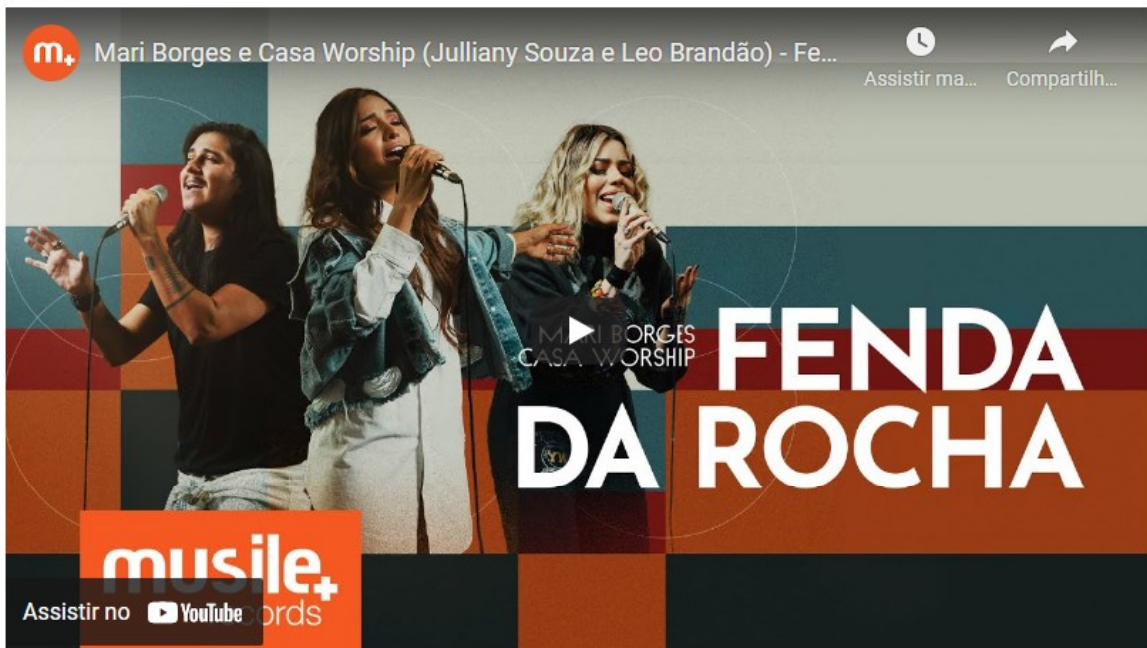 m+
Mari Borges e Casa Worship (Julliany Souza e Leo Brandão) - Fe...
Assistir ma...
Compartilh...
MARI BORGES
CASA WORSHIP
FENDA
DA ROCHA
musile+
ords
Assistir no YouTube